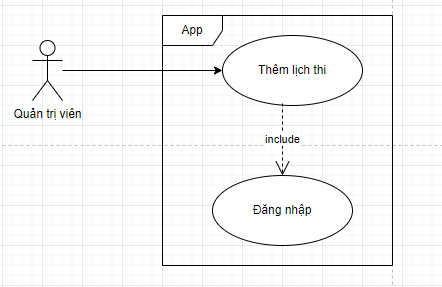 App
Thêm lịch thi
Quản trị viên
include
Đăng nhập